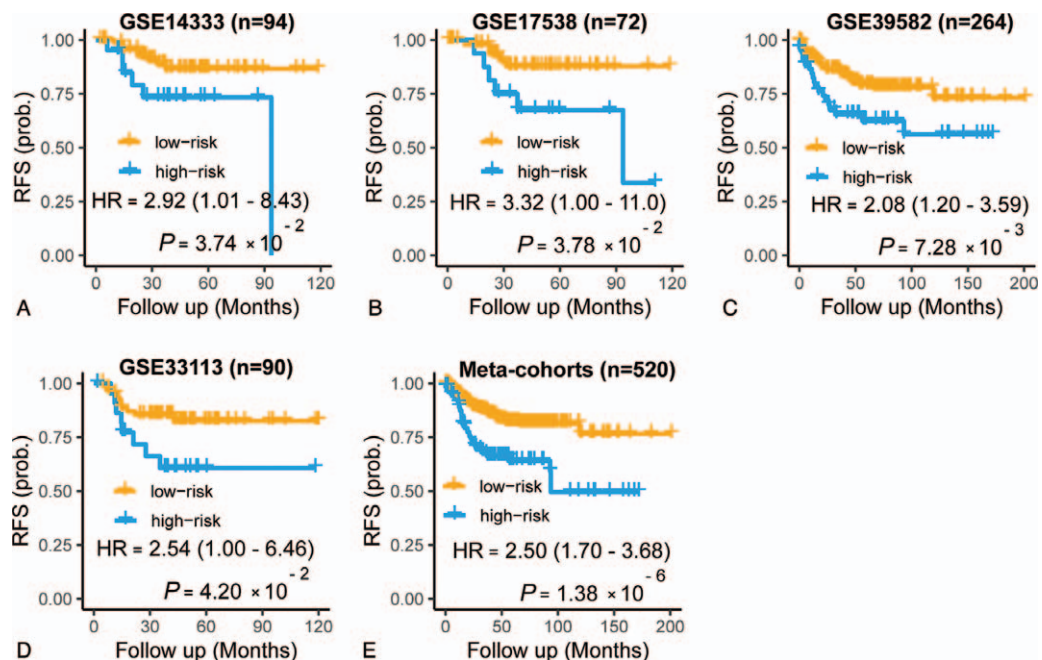 GSE14333 (n=94)
1.00
0.75
0.50
0.25
0.00
RFS (prob.)
low-risk
high-risk
HR = 2.92 (1.01 - 8.43)
P = 3.74 × 10 - 2
0 30 60 90 120
Follow up (Months)
A
GSE17538 (n=72)
1.00
0.75
0.50
0.25
0.00
RFS (prob.)
low-risk
high-risk
HR = 3.32 (1.00 - 11.0)
P = 3.78 × 10 - 2
0 30 60 90 120
Follow up (Months)
B
GSE39582 (n=264)
1.00
0.75
0.50
0.25
0.00
RFS (prob.)
low-risk
high-risk
HR = 2.08 (1.20 - 3.59)
P = 7.28 × 10 - 3
0 50 100 150 200
Follow up (Months)
C
GSE33113 (n=90)
1.00
0.75
0.50
0.25
0.00
RFS (prob.)
low-risk
high-risk
HR = 2.54 (1.00 - 6.46)
P = 4.20 × 10 - 2
0 30 60 90 120
Follow up (Months)
D
Meta-cohorts (n=520)
1.00
0.75
0.50
0.25
0.00
RFS (prob.)
low-risk
high-risk
HR = 2.50 (1.70 - 3.68)
P = 1.38 × 10 - 6
0 50 100 150 200
Follow up (Months)
E